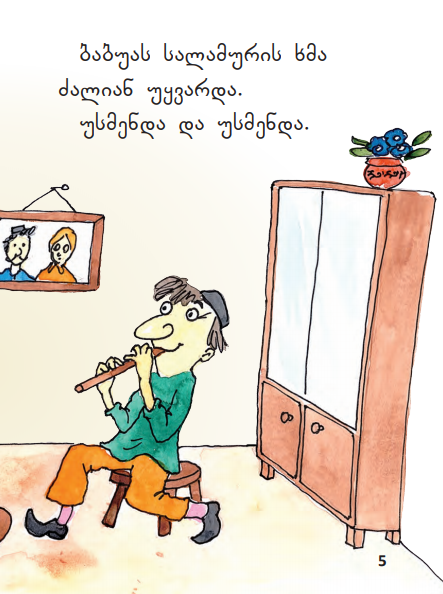 ბაბუას სალამურის ხმა
ძალიან უყვარდა.
უსმენდა და უსმენდა.
5